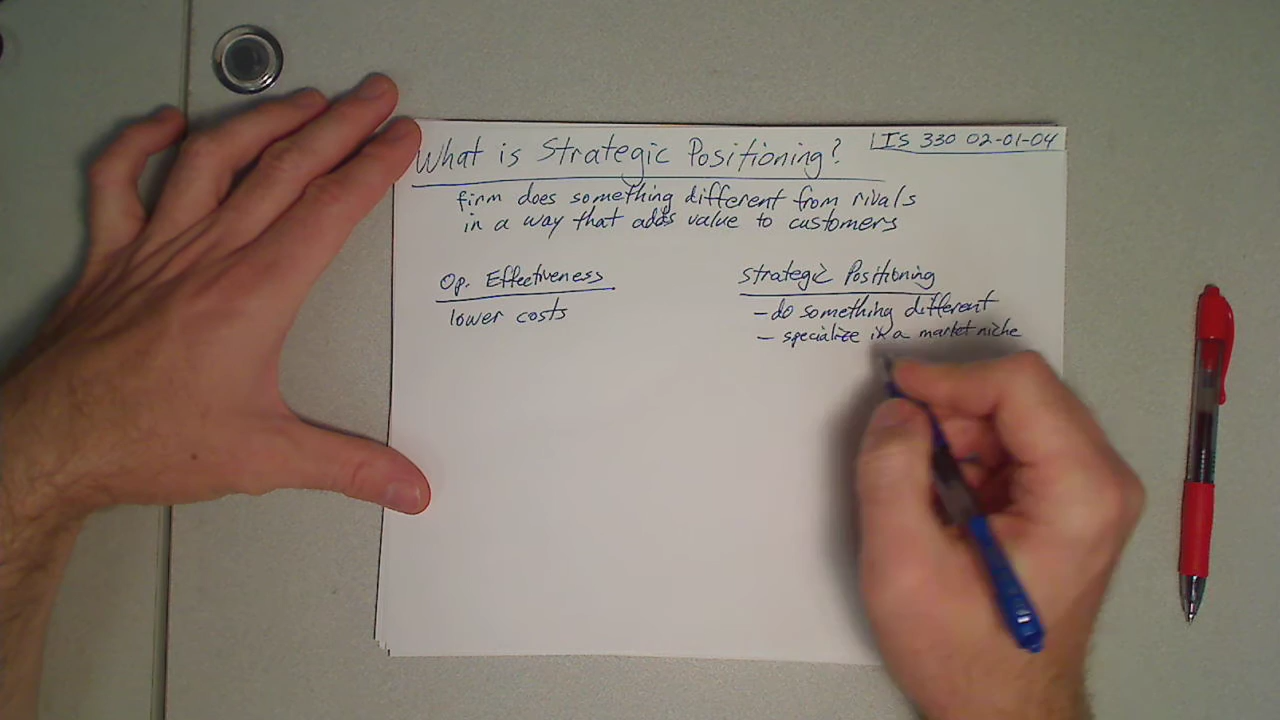 What is Strategic Positioning?
IS 330 02-01-04
firm does something different from rivals
in a way that adds value to customers
Op. Effectiveness
lower costs
Strategic Positioning
- do something different
- specialize in a market niche